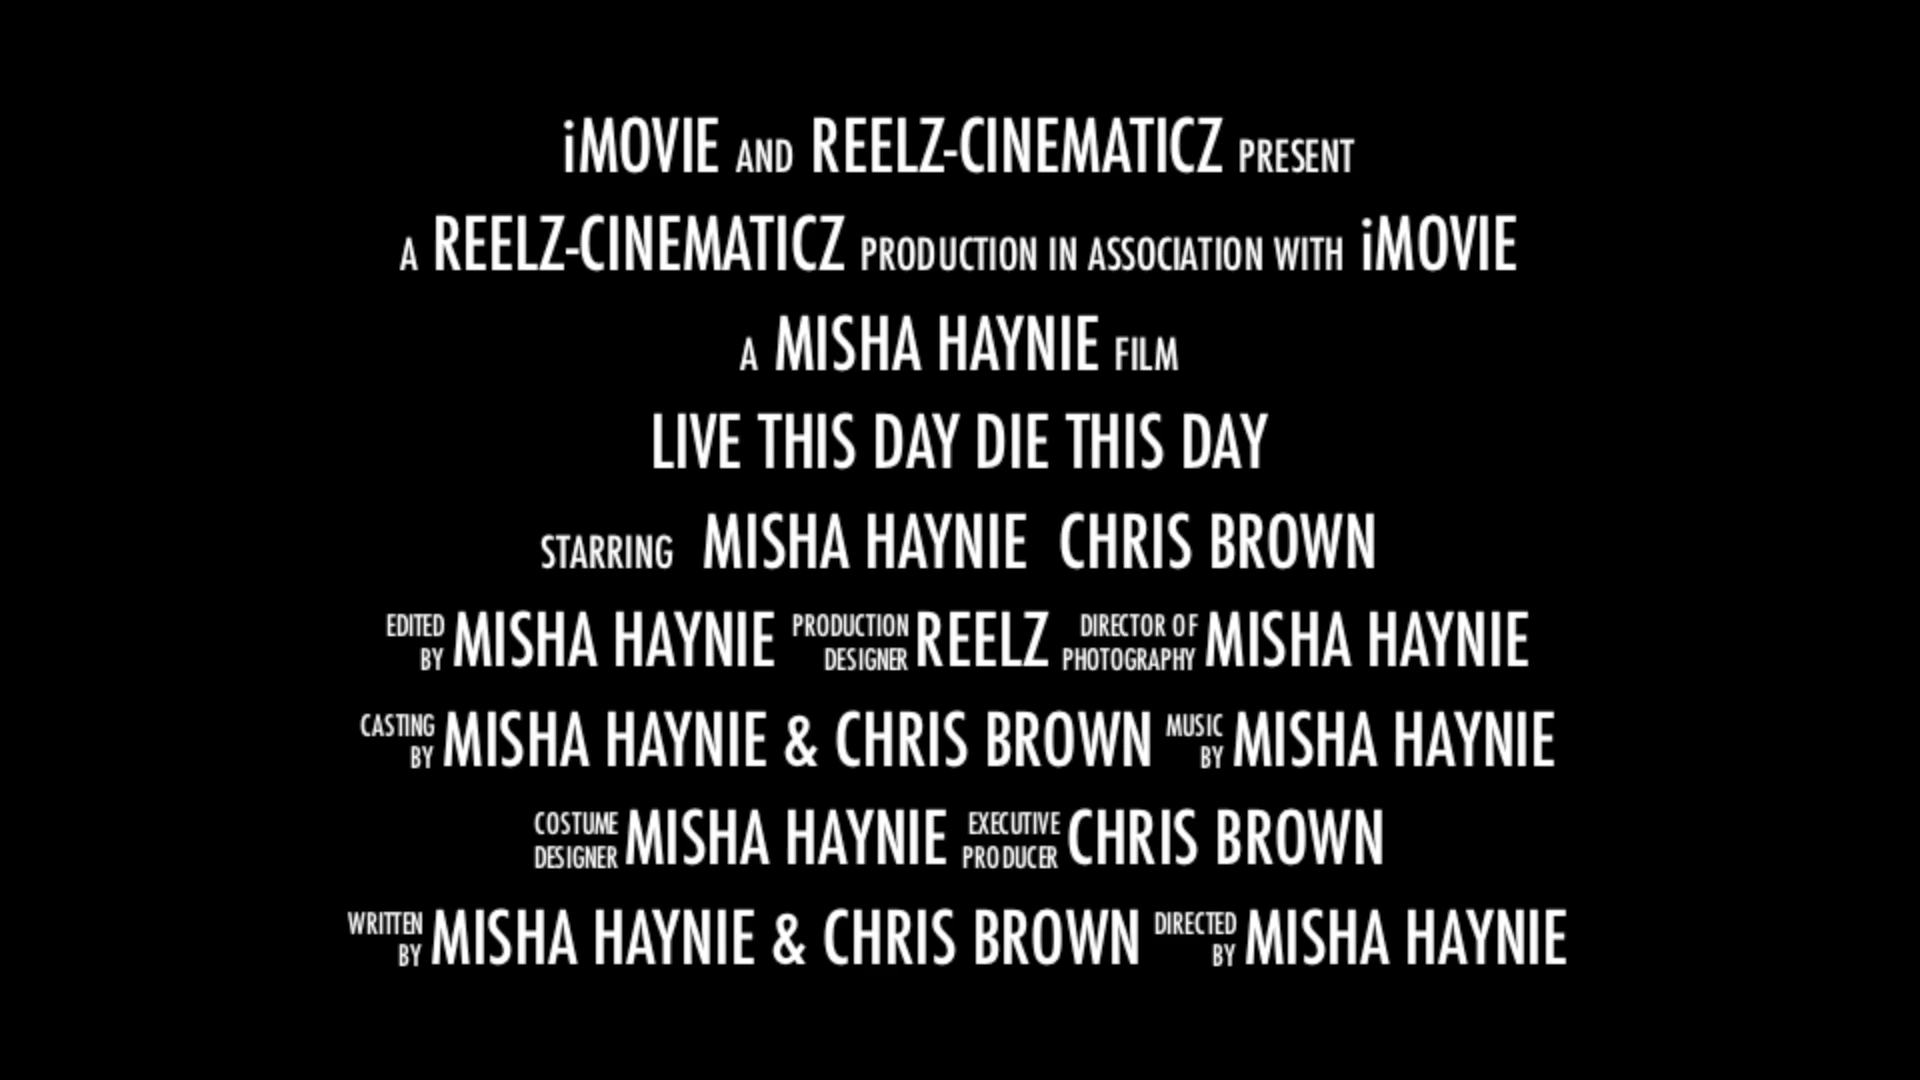 iMOVIE AND REELZ-CINEMATICZ PRESENT
A REELZ-CINEMATICZ PRODUCTION IN ASSOCIATION WITH iMOVIE
A MISHA HAYNIE FILM
LIVE THIS DAY DIE THIS DAY
STARRING MISHA HAYNIE CHRIS BROWN
EDITED BY MISHA HAYNIE PRODUCTION DESIGNER REELZ DIRECTOR OF PHOTOGRAPHY MISHA HAYNIE
CASTING BY MISHA HAYNIE & CHRIS BROWN MUSIC BY MISHA HAYNIE
COSTUME DESIGNER MISHA HAYNIE EXECUTIVE PRODUCER CHRIS BROWN
WRITTEN BY MISHA HAYNIE & CHRIS BROWN DIRECTED BY MISHA HAYNIE